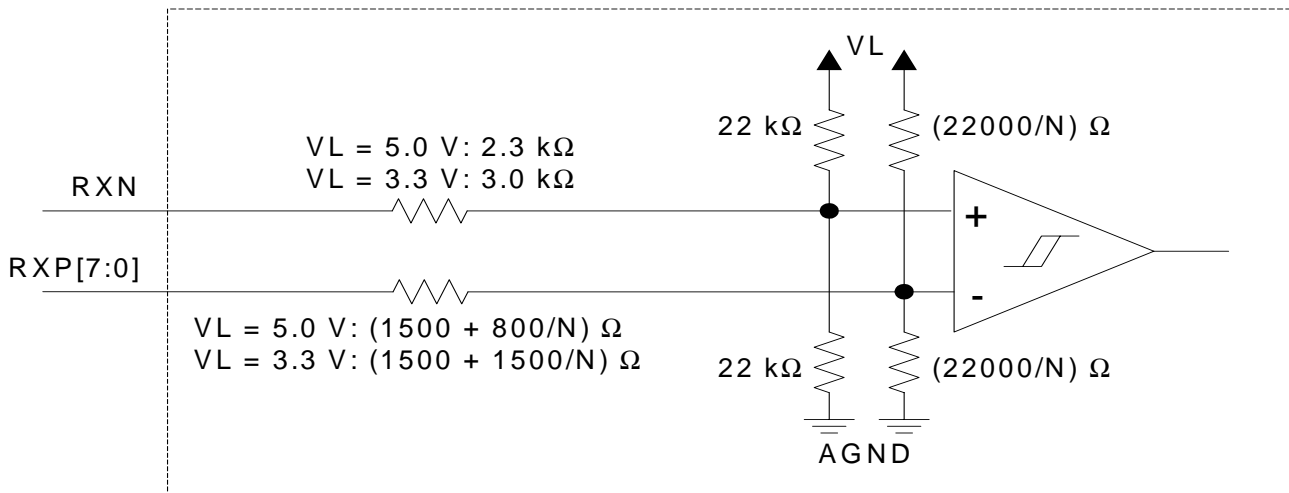 VL
22 kΩ
(22000/N) Ω
VL = 5.0 V: 2.3 kΩ
VL = 3.3 V: 3.0 kΩ
RXN
+
RXP[7:0]
-
VL = 5.0 V: (1500 + 800/N) Ω
VL = 3.3 V: (1500 + 1500/N) Ω
22 kΩ
(22000/N) Ω
AGND